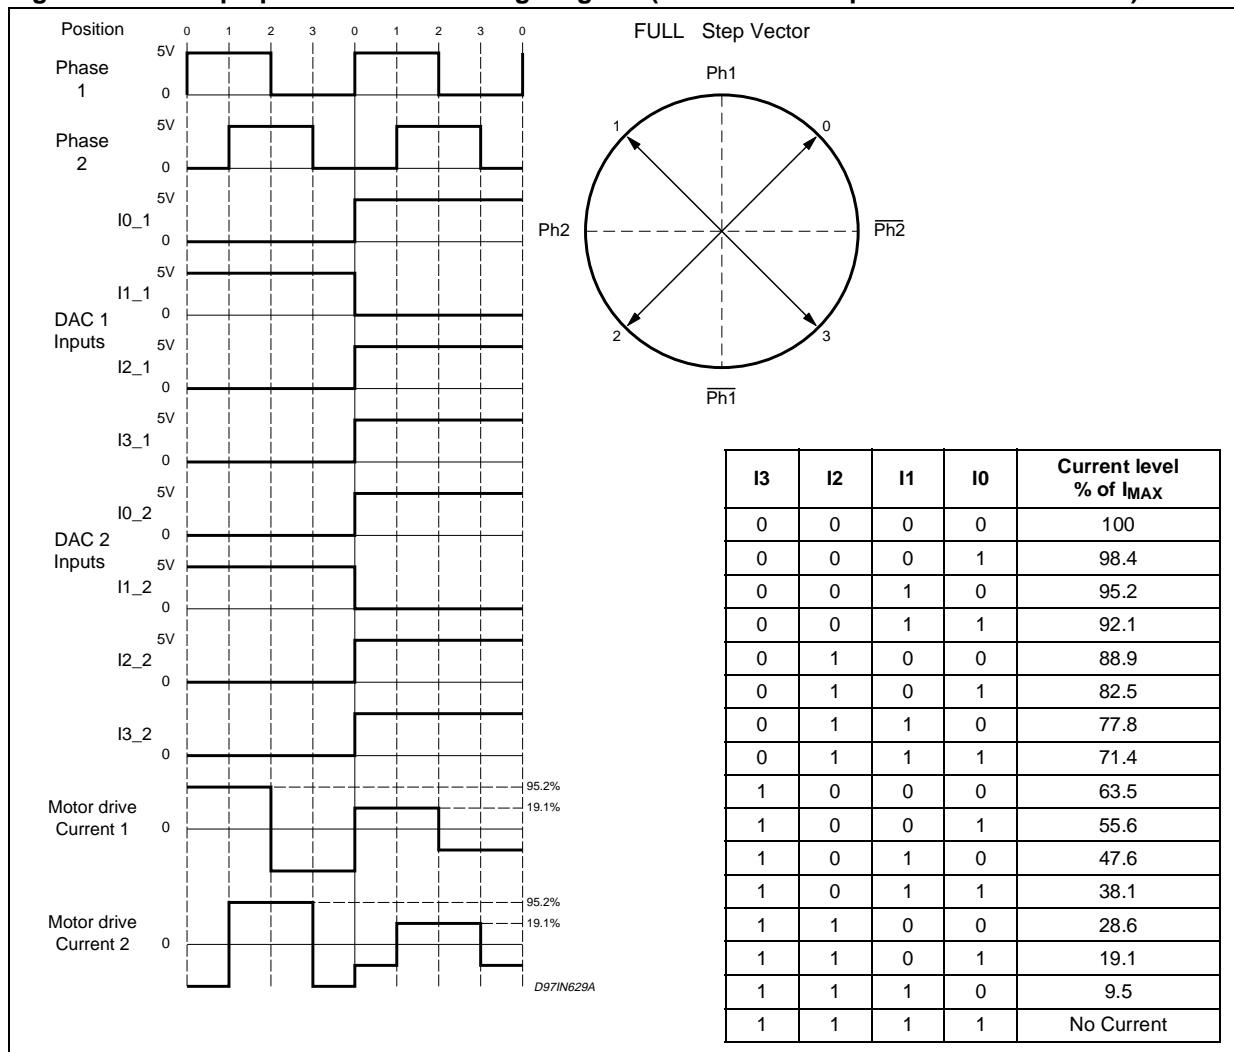 Position
0 1 2 3 0 1 2 3 0
Phase
1
5V
0
Phase
2
5V
0
I0_1
5V
0
DAC 1
Inputs
I1_1
5V
0
I2_1
5V
0
I3_1
5V
0
DAC 2
Inputs
I0_2
5V
0
I1_2
5V
0
I2_2
5V
0
I3_2
0
Motor drive
Current 1
0
95.2%
19.1%
Motor drive
Current 2
0
95.2%
19.1%
D97IN629A
FULL Step Vector
Ph1
1
0
Ph2
Ph2
2
3
Ph1
I3 I2 I1 I0 Current level
% of IMAX
0 0 0 0 100
0 0 0 1 98.4
0 0 1 0 95.2
0 0 1 1 92.1
0 1 0 0 88.9
0 1 0 1 82.5
0 1 1 0 77.8
0 1 1 1 71.4
1 0 0 0 63.5
1 0 0 1 55.6
1 0 1 0 47.6
1 0 1 1 38.1
1 1 0 0 28.6
1 1 0 1 19.1
1 1 1 0 9.5
1 1 1 1 No Current